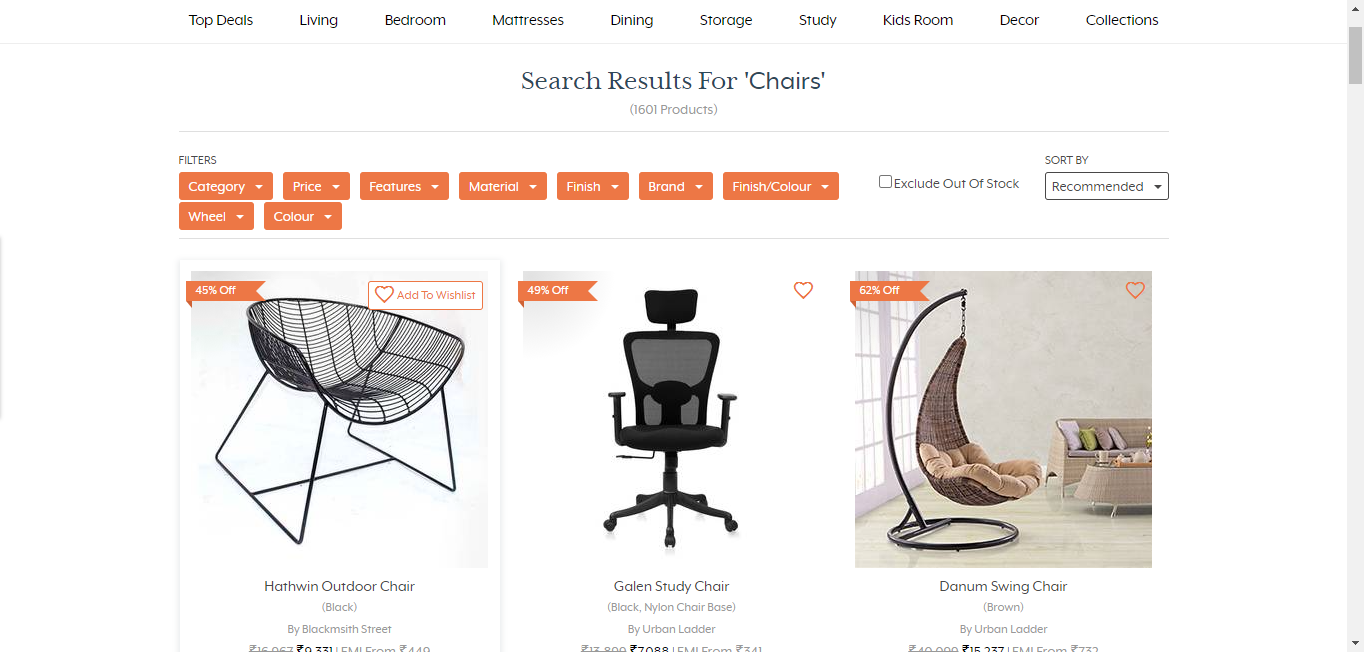 Top Deals Living Bedroom Mattresses Dining Storage Study Kids Room Decor Collections
Search Results For 'Chairs'
(1601 Products)
FILTERS
SORT BY
Category Price Features Material Finish Brand Finish/Colour
Exclude Out Of Stock
Recommended
Wheel Colour
45% Off
Add To Wishlist
49% Off
62% Off
Hathwin Outdoor Chair
(Black)
By Blackmsith Street
₹16,967 ₹9,331 | EMI From ₹449
Galen Study Chair
(Black, Nylon Chair Base)
By Urban Ladder
₹13,899 ₹7,088 | EMI From ₹341
Danum Swing Chair
(Brown)
By Urban Ladder
₹40,099 ₹15,237 | EMI From ₹732